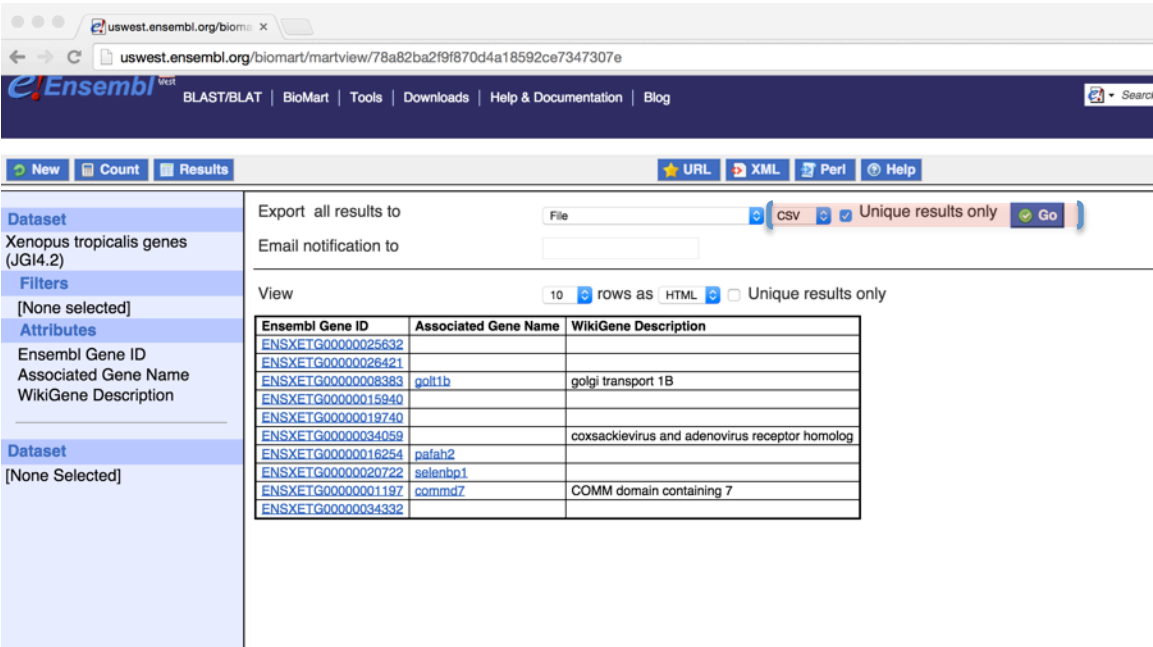 uswest.ensembl.org/bioma ×
uswest.ensembl.org/biomart/martview/78a82ba2f9f870d4a18592ce7347307e
e!Ensembl West BLAST/BLAT | BioMart | Tools | Downloads | Help & Documentation | Blog
Search
New Count Results URL XML Perl Help
Dataset
Xenopus tropicalis genes
(JGI4.2)
Filters
[None selected]
Attributes
Ensembl Gene ID
Associated Gene Name
WikiGene Description
Dataset
[None Selected]
Export all results to File CSV Unique results only Go
Email notification to
View 10 rows as HTML Unique results only
Ensembl Gene ID Associated Gene Name WikiGene Description
ENSXETG00000025632
ENSXETG00000026421
ENSXETG00000008383 golt1b golgi transport 1B
ENSXETG00000015940
ENSXETG00000019740
ENSXETG00000034059 coxsackievirus and adenovirus receptor homolog
ENSXETG00000016254 pafah2
ENSXETG00000020722 selenbp1
ENSXETG00000001197 commd7 COMM domain containing 7
ENSXETG00000034332